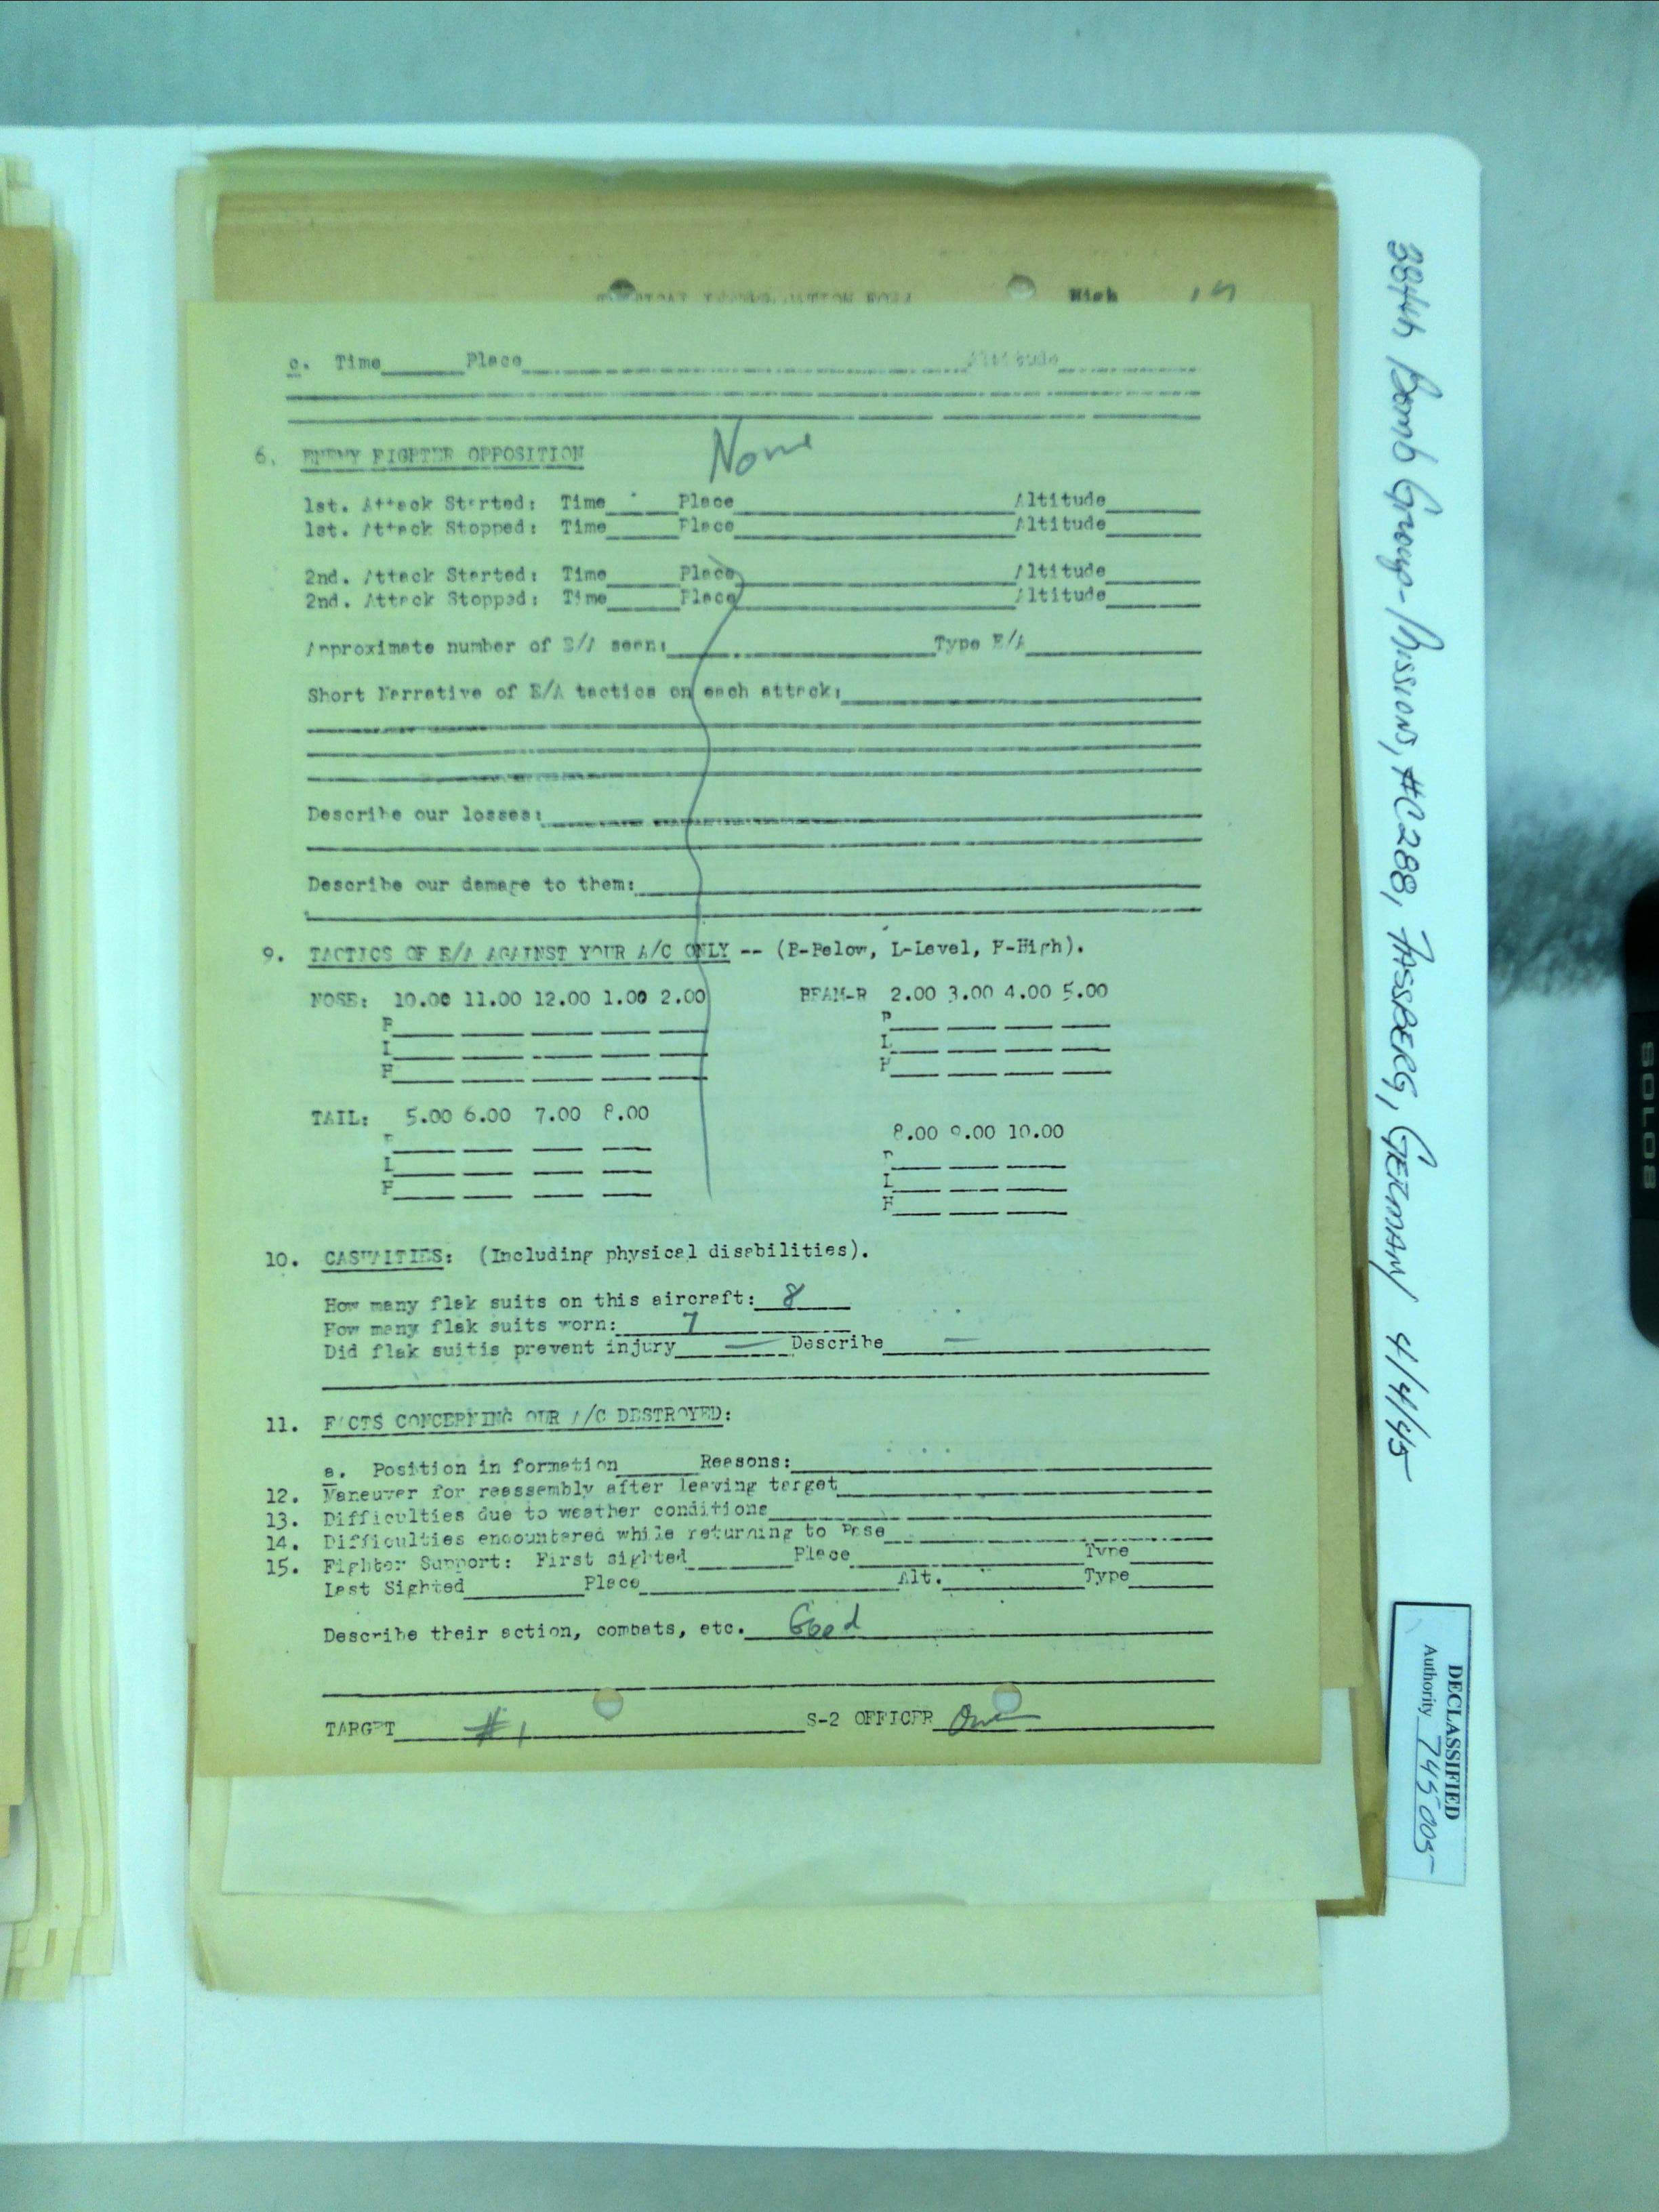 High
c. Time Place Altitude
6. ENEMY FIGHTER OPPOSITION None
1st. Attack Started: Time Place Altitude
1st. Attack Stopped: Time Place Altitude
2nd. Attack Started: Time Place Altitude
2nd. Attack Stopped: Time Place Altitude
Approximate number of E/A seen: Type E/A
Short Narrative of E/A tactics on each attack:
Describe our losses:
Describe our damage to them:
9. TACTICS OF E/A AGAINST YOUR A/C ONLY -- (B-Below, L-Level, H-High).
NOSE: 10.00 11.00 12.00 1.00 2.00 BEAM-R 2.00 3.00 4.00 5.00
B B
L L
H H
TAIL: 5.00 6.00 7.00 8.00
8.00 9.00 10.00
B B
L L
H H
10. CASUALTIES: (Including physical disabilities).
How many flak suits on this aircraft: 8
How many flak suits worn: 7
Did flak suitis prevent injury — Describe —
11. FACTS CONCERNING OUR A/C DESTROYED:
a. Position in formation Reasons:
12. Maneuver for reassembly after leaving target
13. Difficulties due to weather conditions
14. Difficulties encountered while returning to Base
15. Fighter Support: First sighted Place Type
Last Sighted Place Alt. Type
Describe their action, combats, etc. Good
TARGET #1 S-2 OFFICER
384th Bomb Group-Mission, #C288, FASSBERG, GERMANY 4/4/45
DECLASSIFIED
Authority 745005
SOLO8